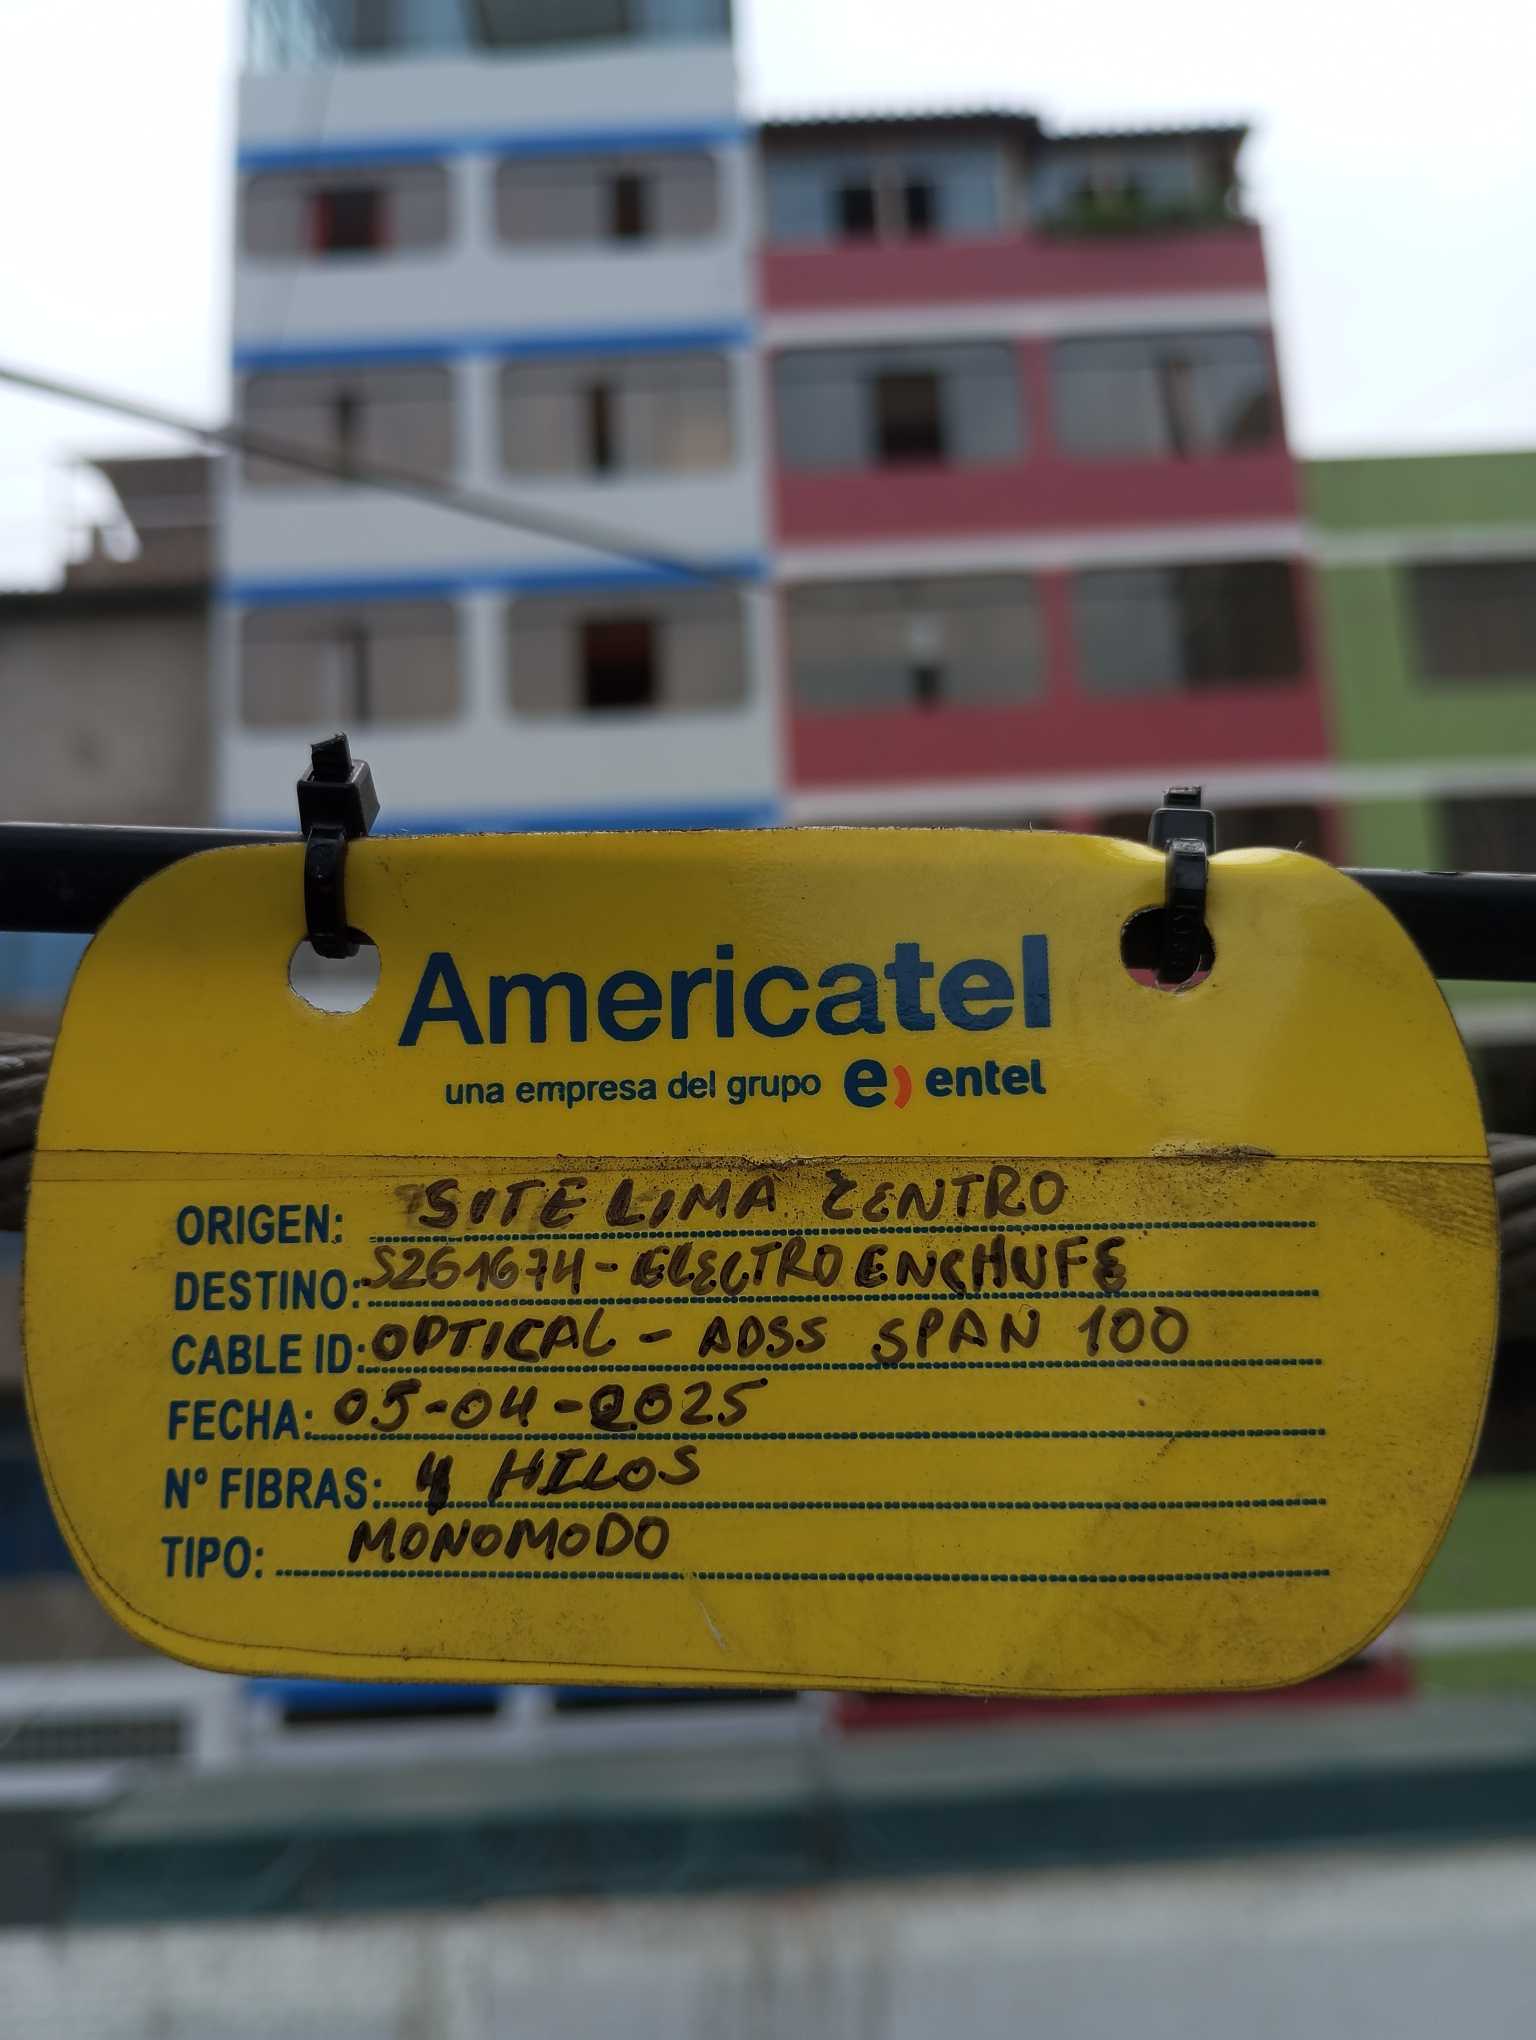 Americatel
una empresa del grupo e) entel
ORIGEN: SITE LIMA CENTRO
DESTINO: S261674-ELECTROENCHUFE
CABLE ID: OPTICAL - ADSS SPAN 100
FECHA: 05-04-2025
N° FIBRAS: 4 HILOS
TIPO: MONOMODO